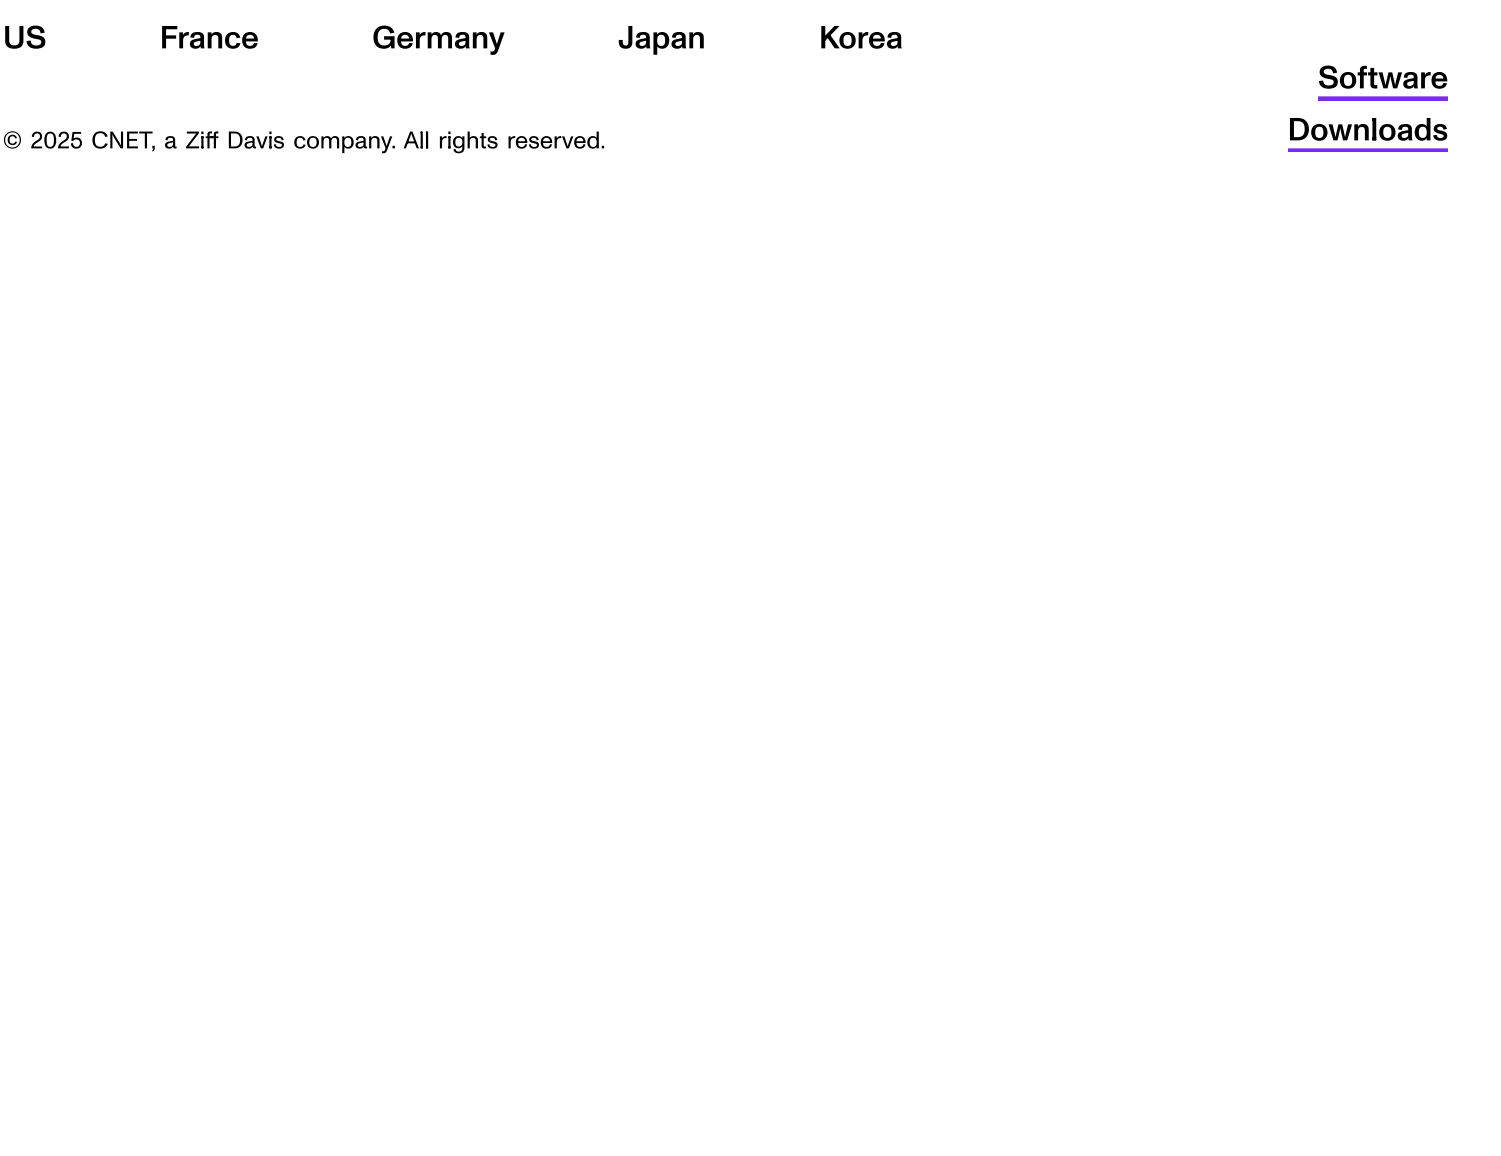 US France Germany Japan Korea
Software
Downloads
© 2025 CNET, a Ziff Davis company. All rights reserved.